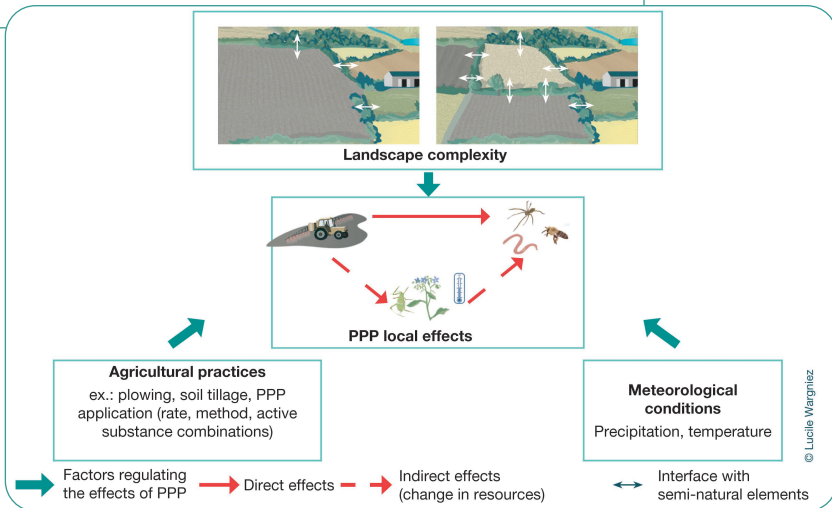 Landscape complexity
PPP local effects
Agricultural practices
ex.: plowing, soil tillage, PPP
application (rate, method, active
substance combinations)
Meteorological
conditions
Precipitation, temperature
© Lucile Wargniez
Factors regulating
the effects of PPP
Direct effects
Indirect effects
(change in resources)
Interface with
semi-natural elements